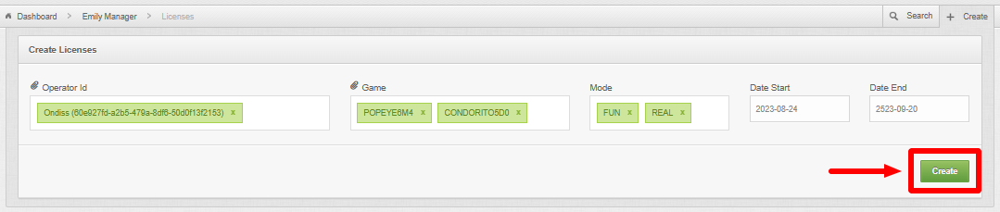 Dashboard > Emily Manager > Licenses
Search
+ Create
Create Licenses
Operator Id
Game
Mode
Date Start
Date End
Ondiss (60e927fd-a2b5-479a-8df6-50d0f13f2153) x
POPEYE6M4 x
CONDORITO5D0 x
FUN x
REAL x
2023-08-24
2523-09-20
Create